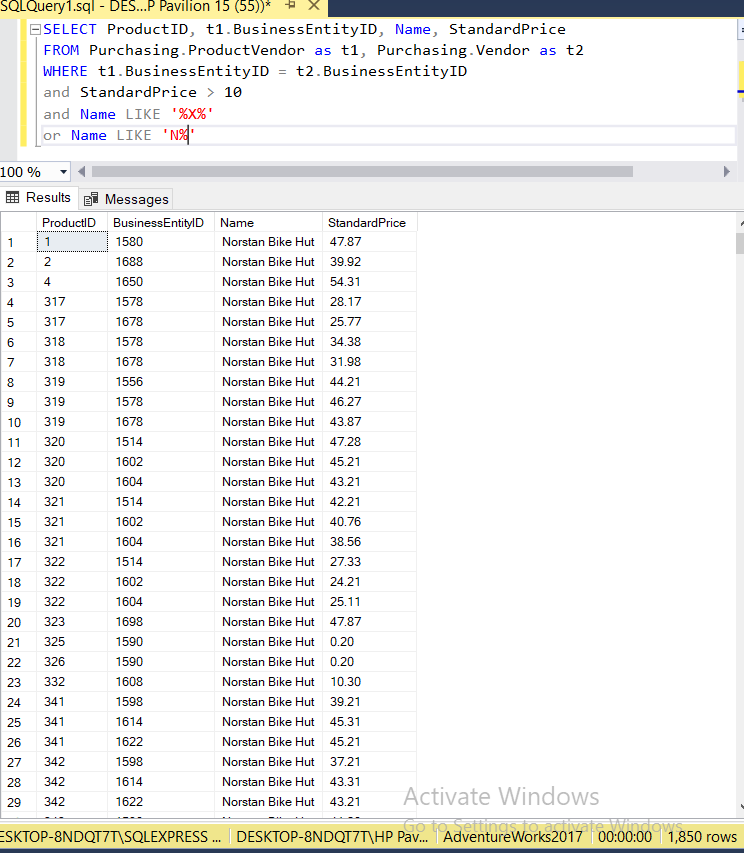 SQLQuery1.sql - DES...P Pavilion 15 (55))*
SELECT ProductID, t1.BusinessEntityID, Name, StandardPrice
FROM Purchasing.ProductVendor as t1, Purchasing.Vendor as t2
WHERE t1.BusinessEntityID = t2.BusinessEntityID
and StandardPrice > 10
and Name LIKE '%X%'
or Name LIKE 'N%'
100 %
Results Messages
ProductID BusinessEntityID Name StandardPrice
1 1 1580 Norstan Bike Hut 47.87
2 2 1688 Norstan Bike Hut 39.92
3 4 1650 Norstan Bike Hut 54.31
4 317 1578 Norstan Bike Hut 28.17
5 317 1678 Norstan Bike Hut 25.77
6 318 1578 Norstan Bike Hut 34.38
7 318 1678 Norstan Bike Hut 31.98
8 319 1556 Norstan Bike Hut 44.21
9 319 1578 Norstan Bike Hut 46.27
10 319 1678 Norstan Bike Hut 43.87
11 320 1514 Norstan Bike Hut 47.28
12 320 1602 Norstan Bike Hut 45.21
13 320 1604 Norstan Bike Hut 43.21
14 321 1514 Norstan Bike Hut 42.21
15 321 1602 Norstan Bike Hut 40.76
16 321 1604 Norstan Bike Hut 38.56
17 322 1514 Norstan Bike Hut 27.33
18 322 1602 Norstan Bike Hut 24.21
19 322 1604 Norstan Bike Hut 25.11
20 323 1698 Norstan Bike Hut 47.87
21 325 1590 Norstan Bike Hut 0.20
22 326 1590 Norstan Bike Hut 0.20
23 332 1608 Norstan Bike Hut 10.30
24 341 1598 Norstan Bike Hut 39.21
25 341 1614 Norstan Bike Hut 45.31
26 341 1622 Norstan Bike Hut 45.21
27 342 1598 Norstan Bike Hut 37.21
28 342 1614 Norstan Bike Hut 43.31
29 342 1622 Norstan Bike Hut 43.21
Activate Windows
Go to Settings to activate Windows.
ESKTOP-8NDQT7T\SQLEXPRESS ... DESKTOP-8NDQT7T\HP Pav... AdventureWorks2017 00:00:00 1,850 rows